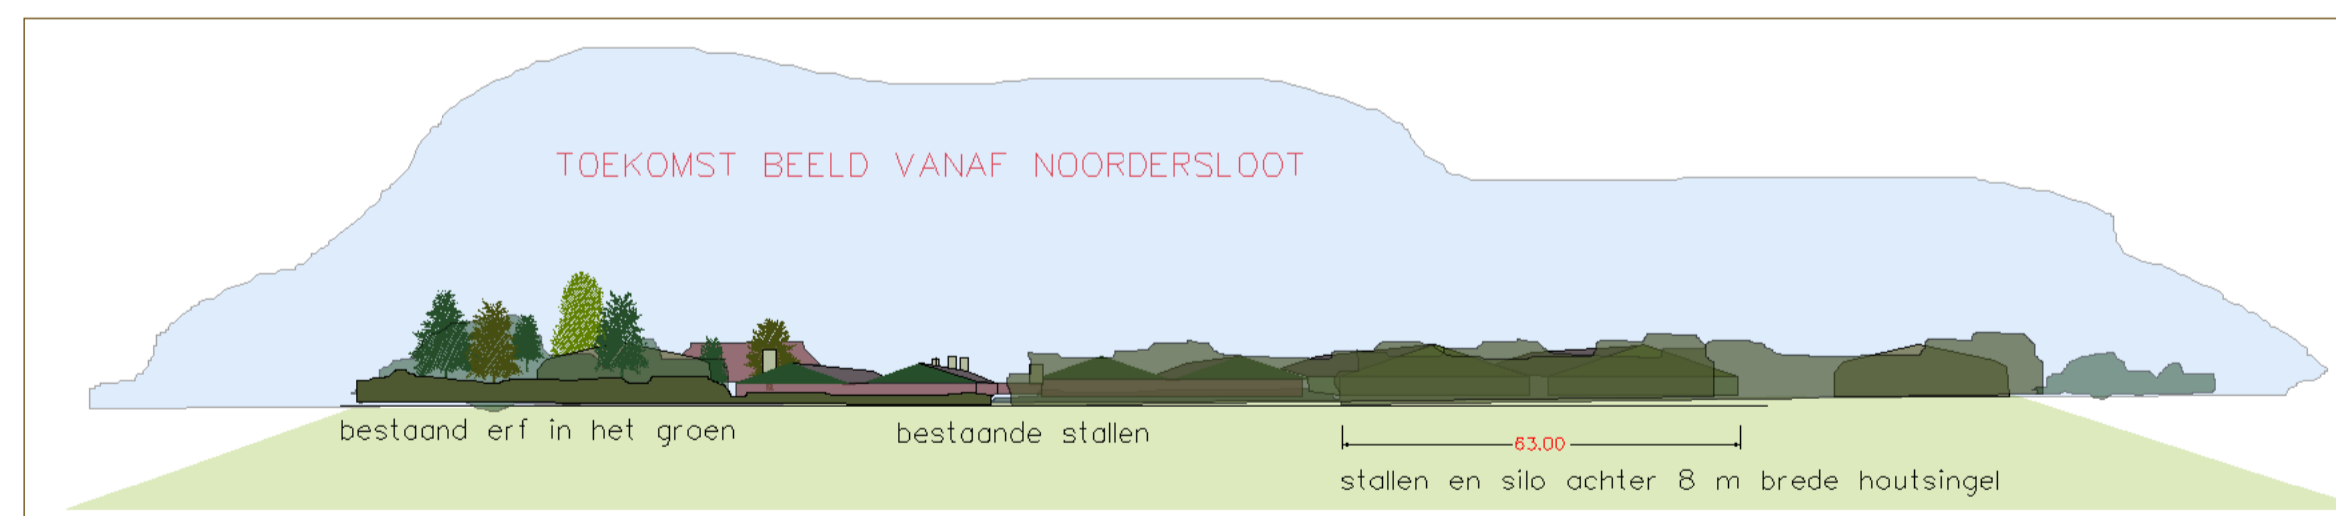 TOEKOMST BEELD VANAF NOORDERSLOOT
bestaand erf in het groen
bestaande stallen
63.00
stallen en silo achter 8 m brede houtsingel